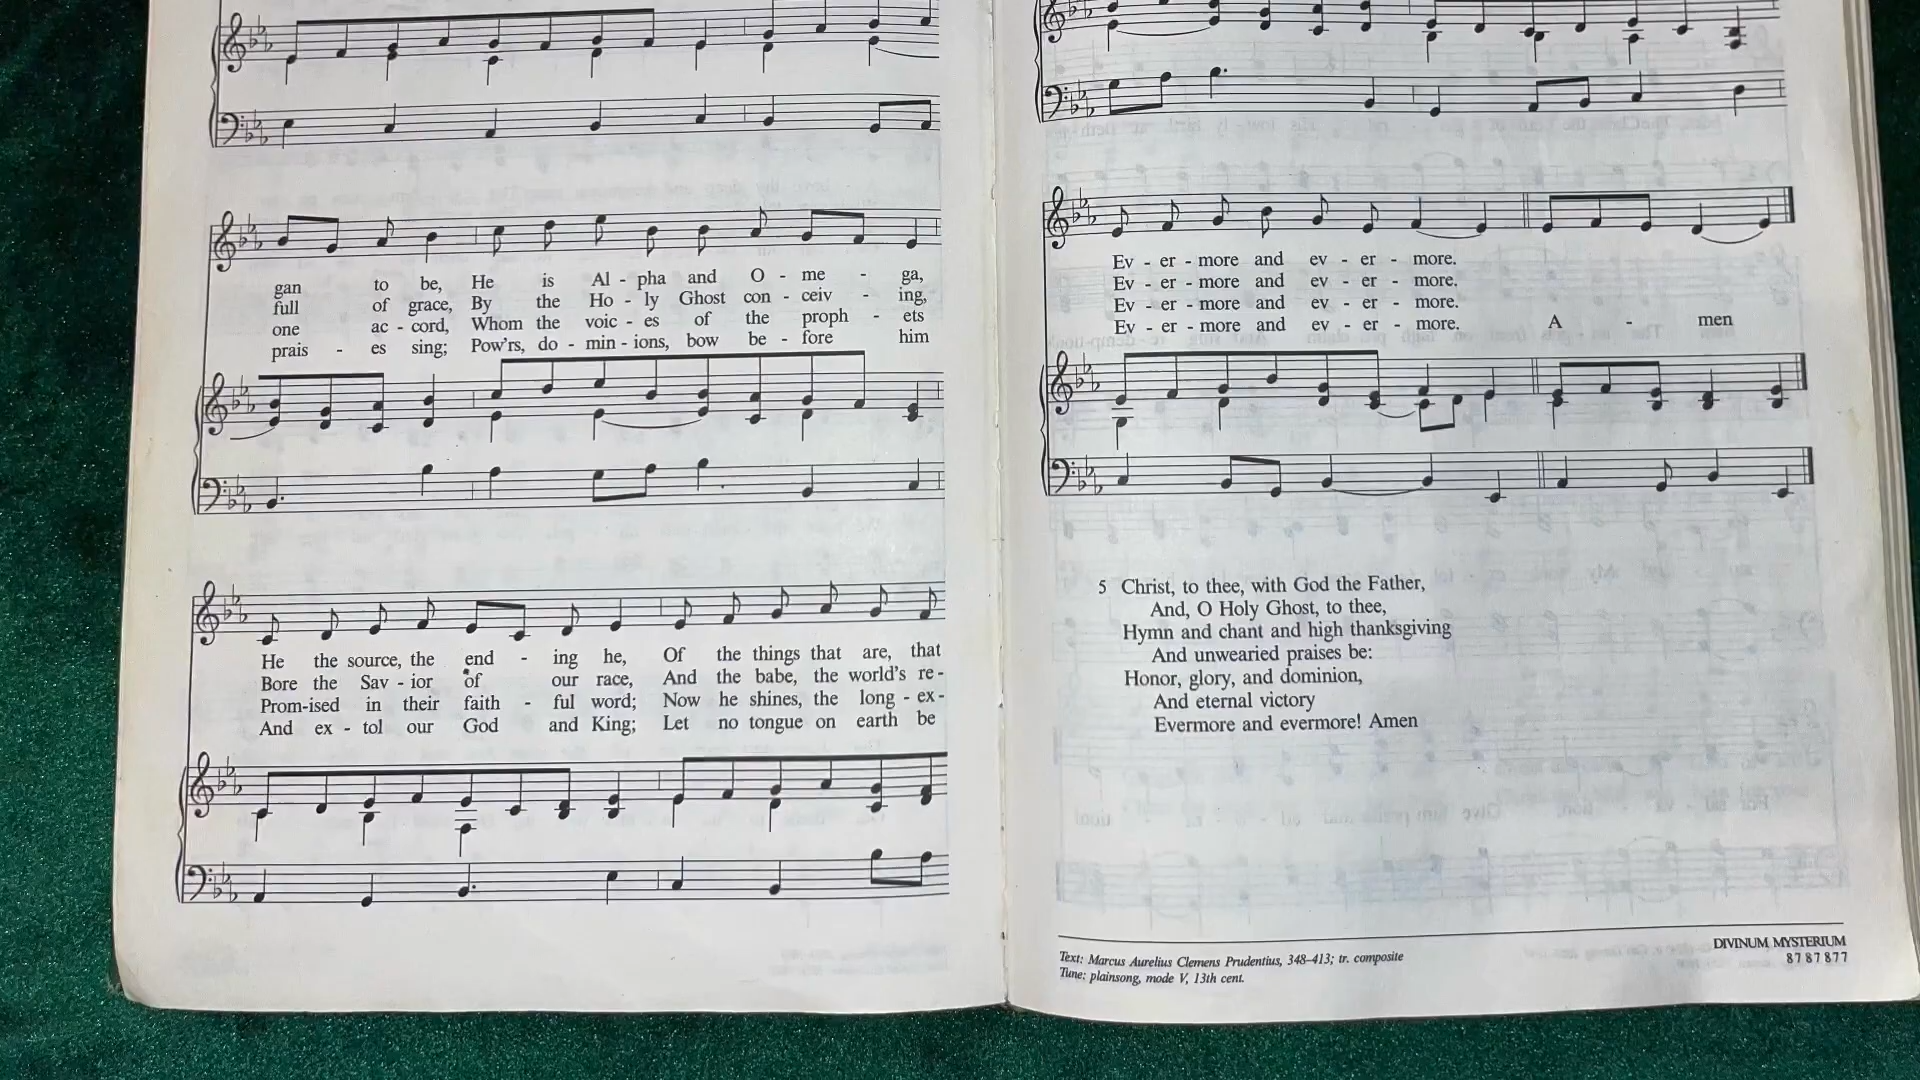 gan to be, He is Al - pha and O - me - ga,
full of grace, By the Ho - ly Ghost con - ceiv - ing,
one ac - cord, Whom the voic - es of the proph - ets
prais - es sing; Pow'rs, do - min - ions, bow be - fore him
He the source, the end - ing he, Of the things that are, that
Bore the Sav - ior of our race, And the babe, the world's re -
Prom-ised in their faith - ful word; Now he shines, the long - ex -
And ex - tol our God and King; Let no tongue on earth be
Ev - er - more and ev - er - more.
Ev - er - more and ev - er - more.
Ev - er - more and ev - er - more.
Ev - er - more and ev - er - more. A - men
5 Christ, to thee, with God the Father,
And, O Holy Ghost, to thee,
Hymn and chant and high thanksgiving
And unwearied praises be:
Honor, glory, and dominion,
And eternal victory
Evermore and evermore! Amen
Text: Marcus Aurelius Clemens Prudentius, 348–413; tr. composite
Tune: plainsong, mode V, 13th cent.
DIVINUM MYSTERIUM
8 7 8 7 8 7 7